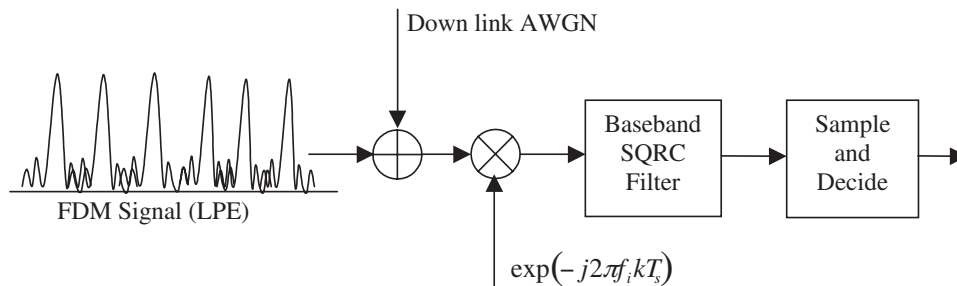 Down link AWGN
Baseband
SQRC
Filter
Sample
and
Decide
FDM Signal (LPE)
exp(− j2πf_i kT_s)